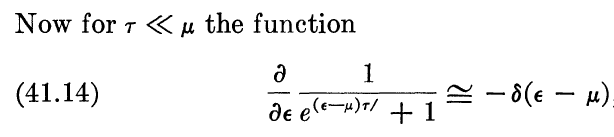 Now for τ ≪ μ the function
(41.14) ∂/∂ϵ 1/(e^{(ϵ−μ)τ/} + 1) ≅ −δ(ϵ − μ),